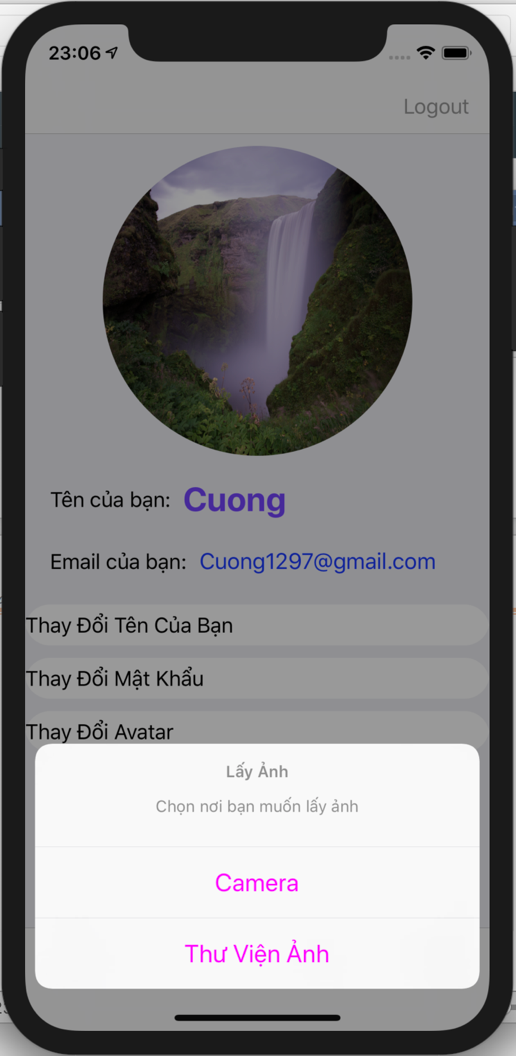 23:06
Logout
Tên của bạn: Cuong
Email của bạn: Cuong1297@gmail.com
Thay Đổi Tên Của Bạn
Thay Đổi Mật Khẩu
Thay Đổi Avatar
Lấy Ảnh
Chọn nơi bạn muốn lấy ảnh
Camera
Thư Viện Ảnh